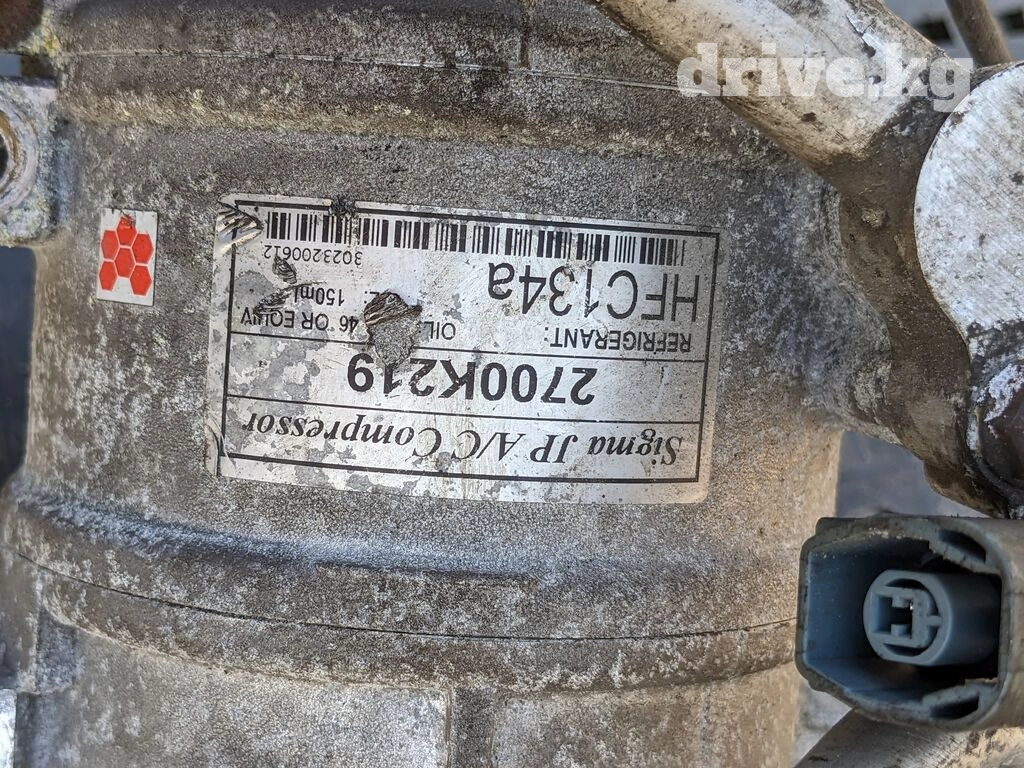 drive.kg
Sigma JP A/C Compressor
2700K219
REFRIGERANT:
HFC134a
OIL:
46 OR EQUIV
150ml
3023200612